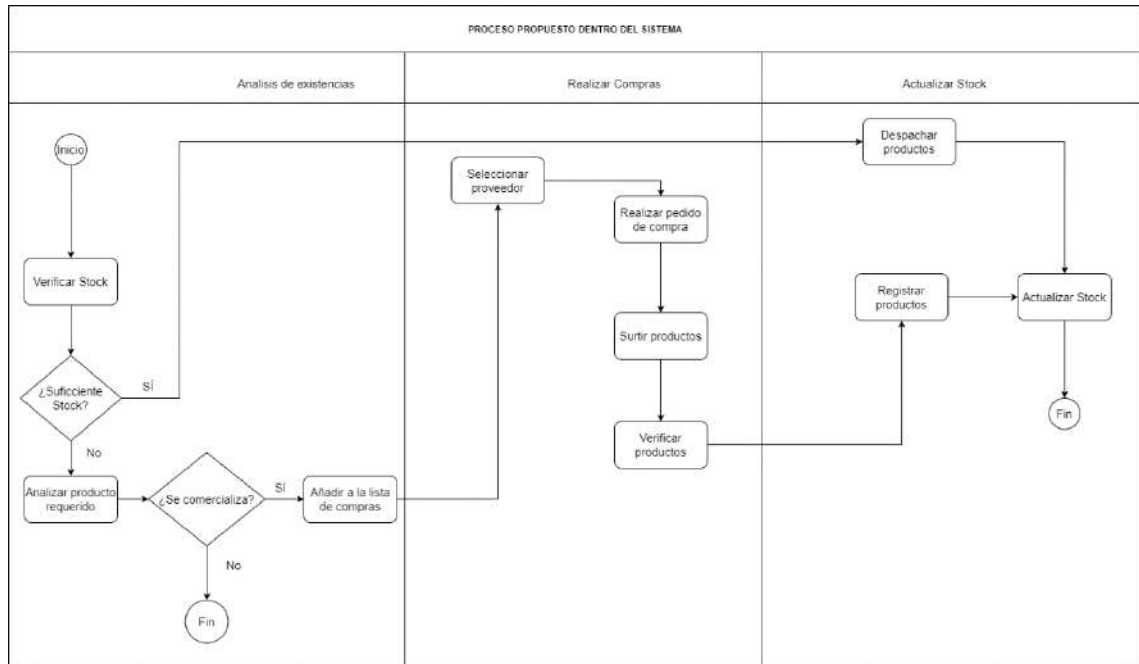 PROCESO PROPUESTO DENTRO DEL SISTEMA
Analisis de existencias
Realizar Compras
Actualizar Stock
Inicio
Despachar
productos
Seleccionar
proveedor
Realizar pedido
de compra
Verificar Stock
Registrar
productos
Actualizar Stock
Surtir productos
¿Suficciente
Stock?
SÍ
Fin
Verificar
productos
No
Analizar producto
requerido
¿Se comercializa?
Sí
Añadir a la lista
de compras
No
Fin